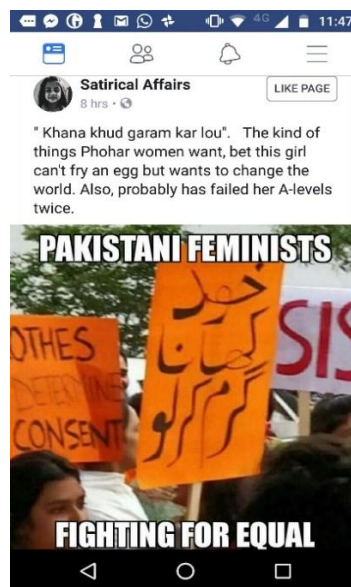 4G 11:47
Satirical Affairs
LIKE PAGE
8 hrs
" Khana khud garam kar lou". The kind of
things Phohar women want, bet this girl
can't fry an egg but wants to change the
world. Also, probably has failed her A-levels
twice.
PAKISTANI FEMINISTS
OTHES
DETERMINE
CONSENT
خود
کھانا
گرم کرلو
SIS
FIGHTING FOR EQUAL